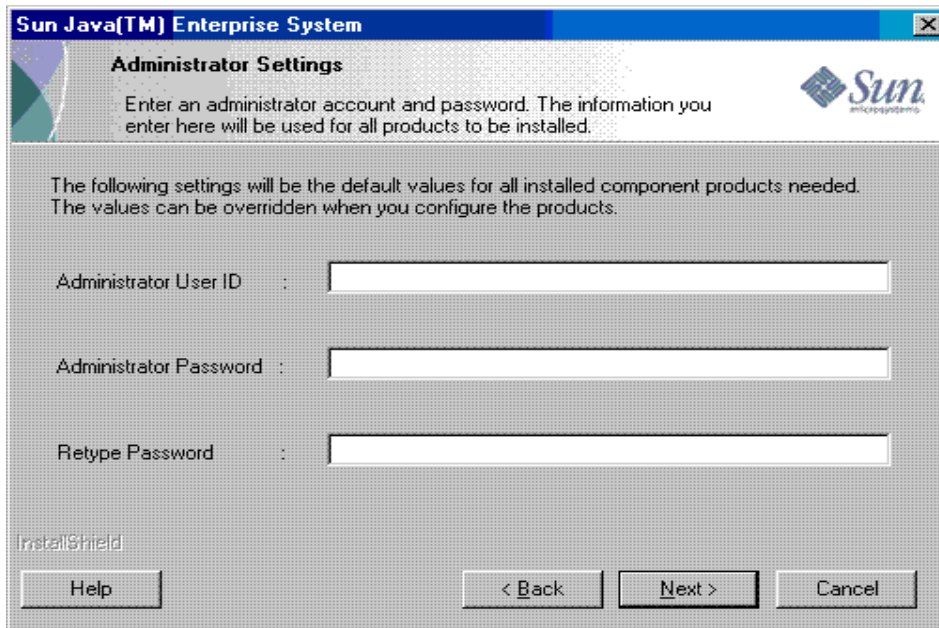 Sun Java(TM) Enterprise System
Administrator Settings
Enter an administrator account and password. The information you
enter here will be used for all products to be installed.
Sun
microsystems
The following settings will be the default values for all installed component products needed.
The values can be overridden when you configure the products.
Administrator User ID :
Administrator Password :
Retype Password :
InstallShield
Help
< Back
Next >
Cancel